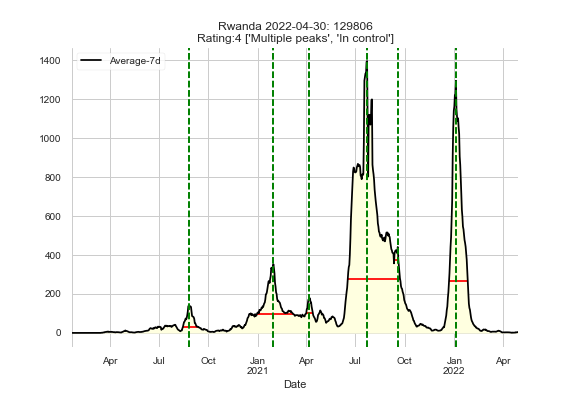 Rwanda 2022-04-30: 129806
Rating:4 ['Multiple peaks', 'In control']
Average-7d
1400
1200
1000
800
600
400
200
0
Apr Jul Oct Jan Apr Jul Oct Jan Apr
2021 2022
Date